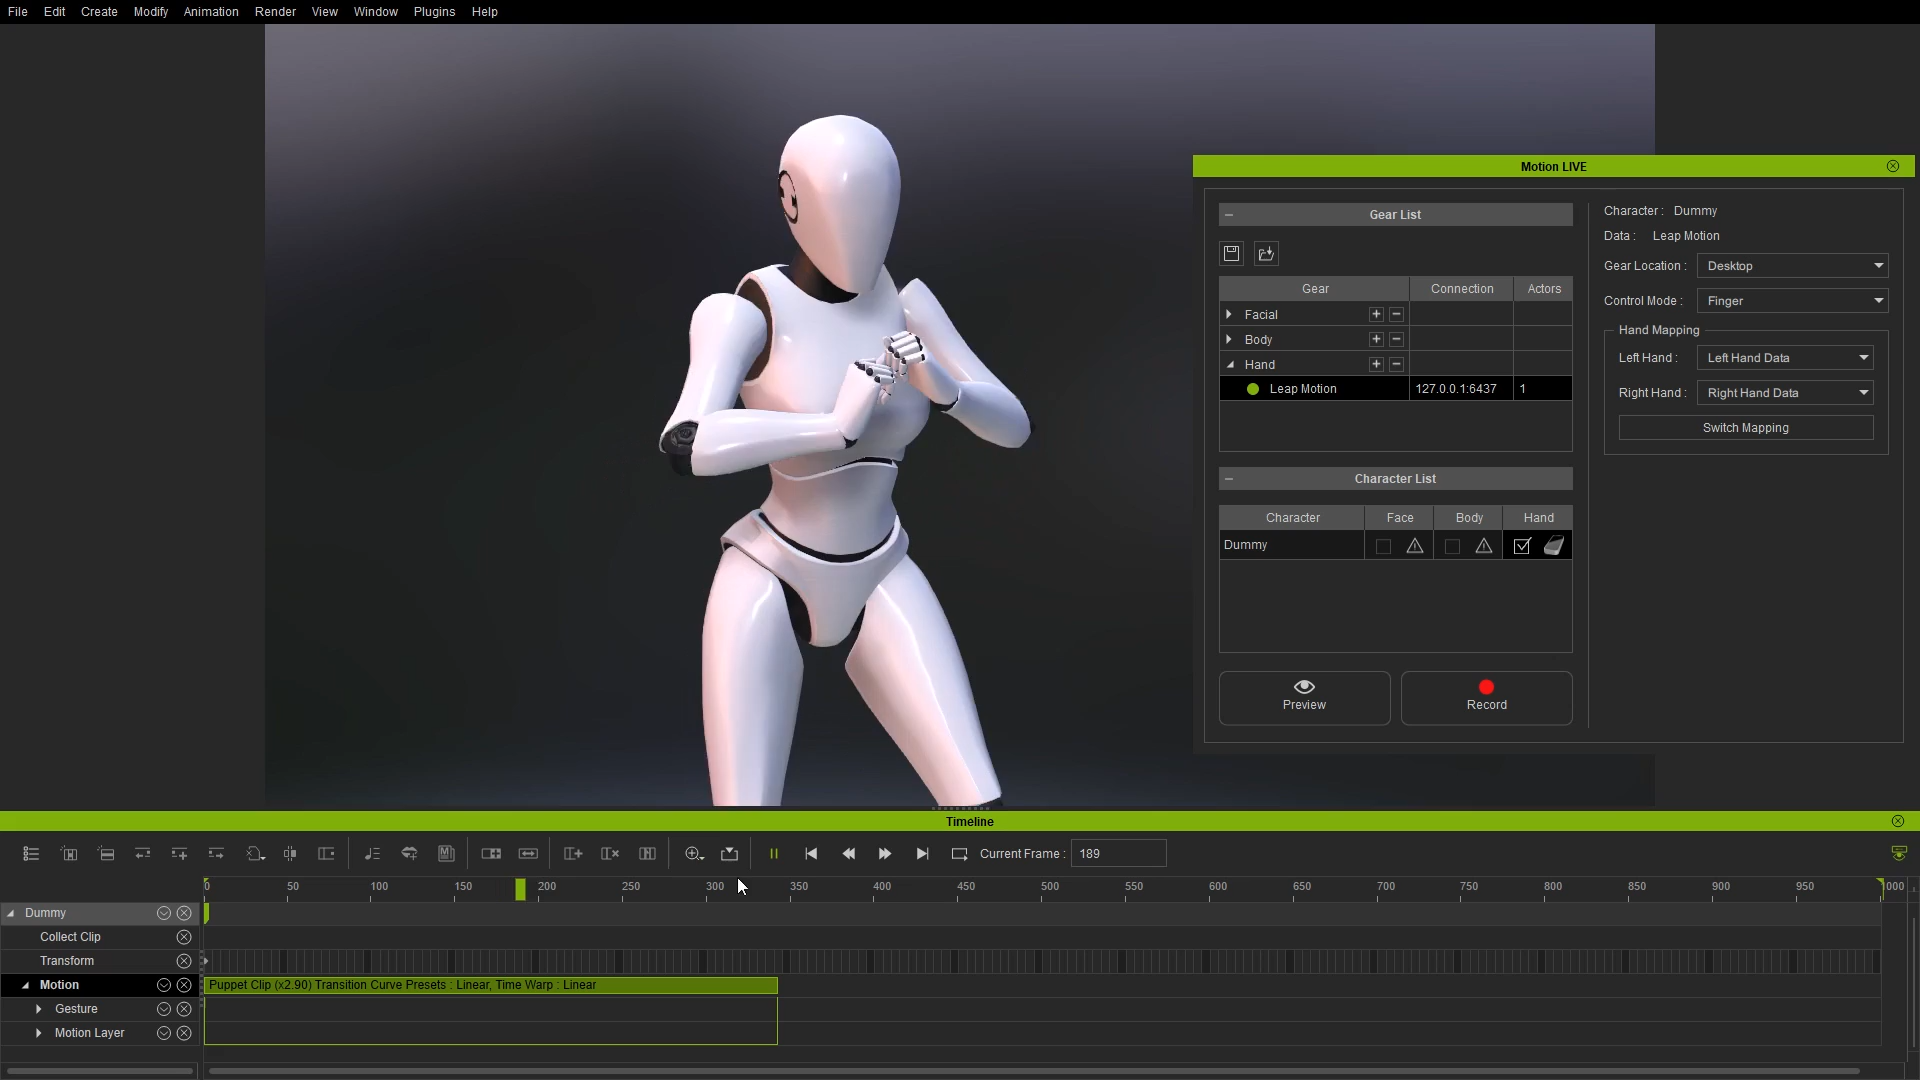 File Edit Create Modify Animation Render View Window Plugins Help
Motion LIVE
Gear List
Gear Connection Actors
Facial
Body
Hand
Leap Motion 127.0.0.1:6437 1
Character List
Character Face Body Hand
Dummy
Preview
Record
Character : Dummy
Data : Leap Motion
Gear Location : Desktop
Control Mode : Finger
Hand Mapping
Left Hand : Left Hand Data
Right Hand : Right Hand Data
Switch Mapping
Timeline
Current Frame : 189
0 50 100 150 200 250 300 350 400 450 500 550 600 650 700 750 800 850 900 950 1000
Dummy
Collect Clip
Transform
Motion
Puppet Clip (x2.90) Transition Curve Presets : Linear, Time Warp : Linear
Gesture
Motion Layer